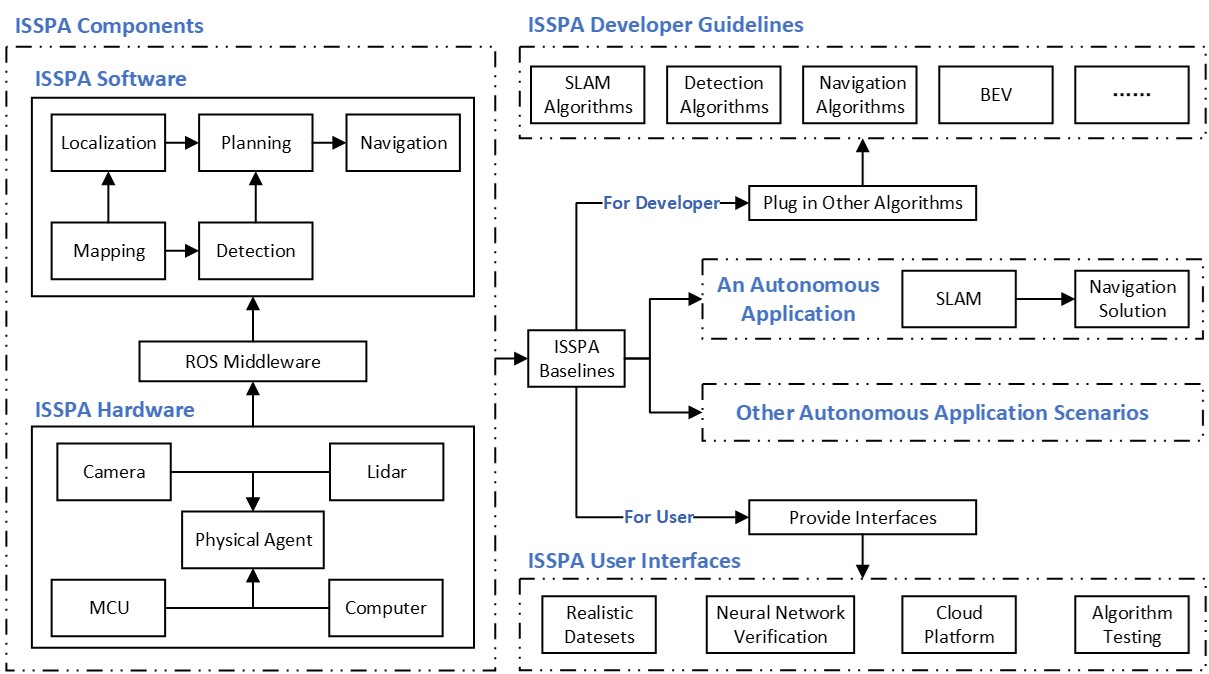 ISSPA Components
ISSPA Software
Localization
Planning
Navigation
Mapping
Detection
ROS Middleware
ISSPA Hardware
Camera
Lidar
Physical Agent
MCU
Computer
ISSPA Developer Guidelines
SLAM
Algorithms
Detection
Algorithms
Navigation
Algorithms
BEV
......
For Developer
Plug in Other Algorithms
An Autonomous
Application
SLAM
Navigation
Solution
ISSPA
Baselines
Other Autonomous Application Scenarios
For User
Provide Interfaces
ISSPA User Interfaces
Realistic
Datesets
Neural Network
Verification
Cloud
Platform
Algorithm
Testing